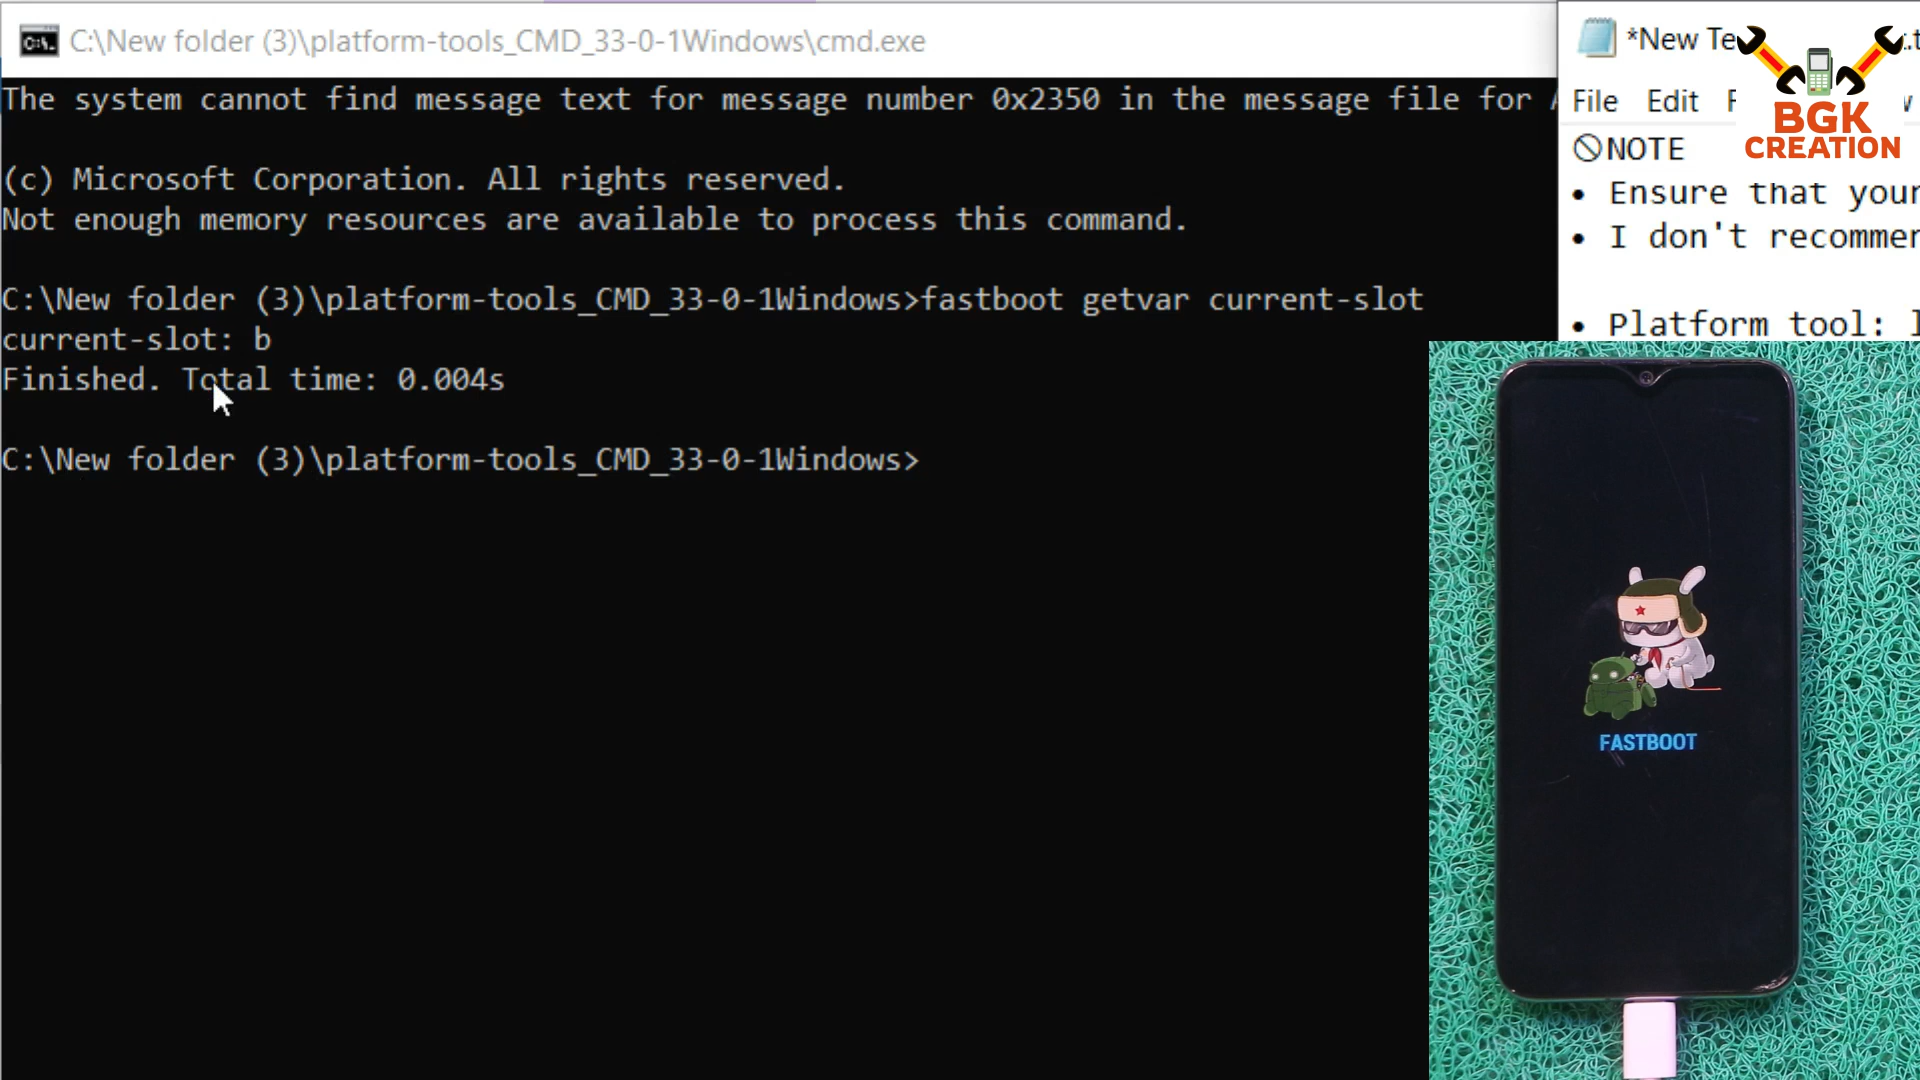 C:\New folder (3)\platform-tools_CMD_33-0-1Windows\cmd.exe
The system cannot find message text for message number 0x2350 in the message file for
(c) Microsoft Corporation. All rights reserved.
Not enough memory resources are available to process this command.
C:\New folder (3)\platform-tools_CMD_33-0-1Windows>fastboot getvar current-slot
current-slot: b
Finished. Total time: 0.004s
C:\New folder (3)\platform-tools_CMD_33-0-1Windows>
*New
File Edit
BGK
CREATION
🚫NOTE
• Ensure that your
• I don't recommen
• Platform tool:
FASTBOOT